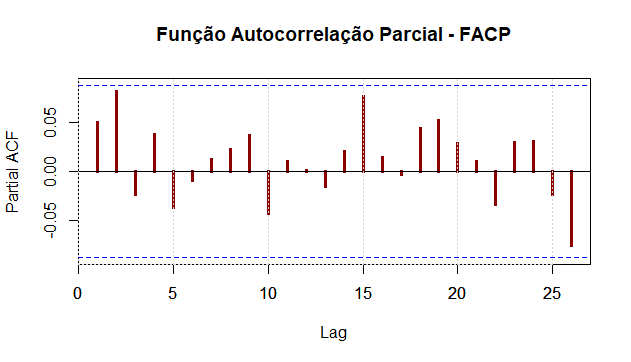 Função Autocorrelação Parcial - FACP
Partial ACF
0.05
0.00
-0.05
0 5 10 15 20 25
Lag